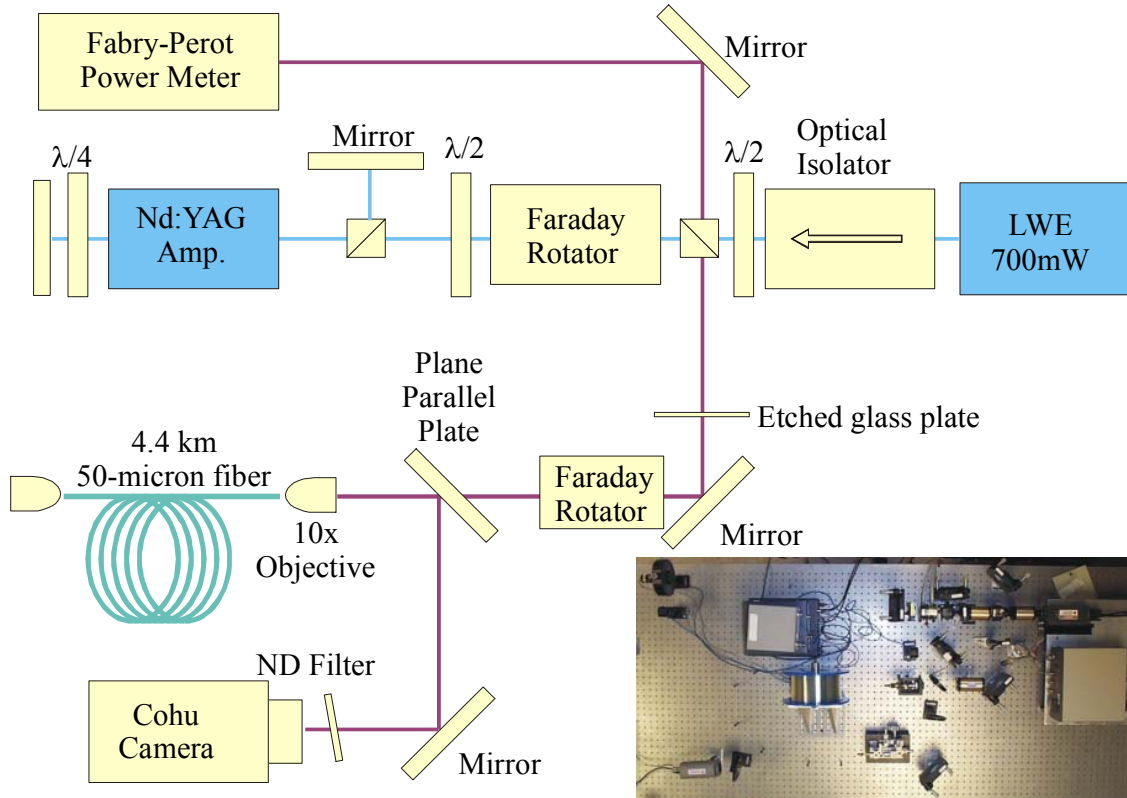 Fabry-Perot
Power Meter
Mirror
λ/4
Mirror
λ/2
λ/2
Optical
Isolator
Nd:YAG
Amp.
Faraday
Rotator
LWE
700mW
Plane
Parallel
Plate
Etched glass plate
4.4 km
50-micron fiber
Faraday
Rotator
10x
Objective
Mirror
ND Filter
Cohu
Camera
Mirror